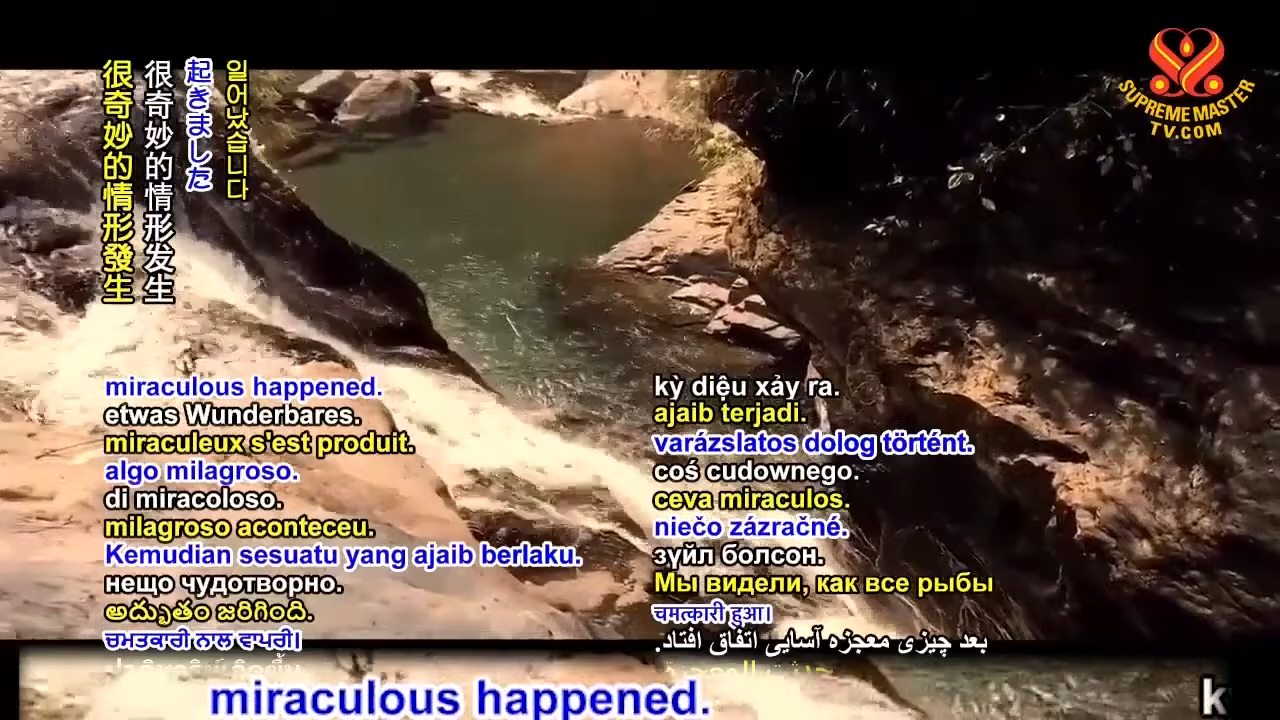 很奇妙的情形發生
很奇妙的情形发生
起きました
일어났습니다
SUPREME MASTER
TV.COM
miraculous happened.
etwas Wunderbares.
miraculeux s'est produit.
algo milagroso.
di miracoloso.
milagroso aconteceu.
Kemudian sesuatu yang ajaib berlaku.
нещо чудотворно.
అద్భుతం జరిగింది.
ਚਮਤਕਾਰੀ ਨਾਲ ਵਾਪਰੀ।
kỳ diệu xảy ra.
ajaib terjadi.
varázslatos dolog történt.
coś cudownego.
ceva miraculos.
niečo zázračné.
зүйл болсон.
Мы видели, как все рыбы
चमत्कारी हुआ।
بعد چیزی معجزه آسایی اتفاق افتاد.
miraculous happened.
k